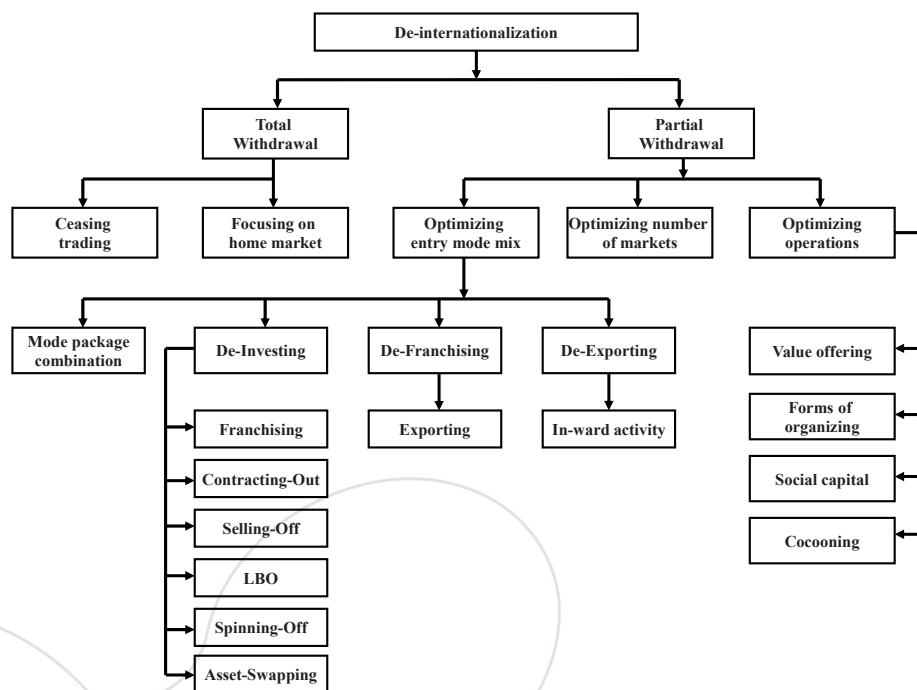 De-internationalization
Total
Withdrawal
Partial
Withdrawal
Ceasing
trading
Focusing on
home market
Optimizing
entry mode mix
Optimizing number
of markets
Optimizing
operations
Mode package
combination
De-Investing
De-Franchising
De-Exporting
Value offering
Franchising
Exporting
In-ward activity
Forms of
organizing
Contracting-Out
Social capital
Selling-Off
Cocooning
LBO
Spinning-Off
Asset-Swapping